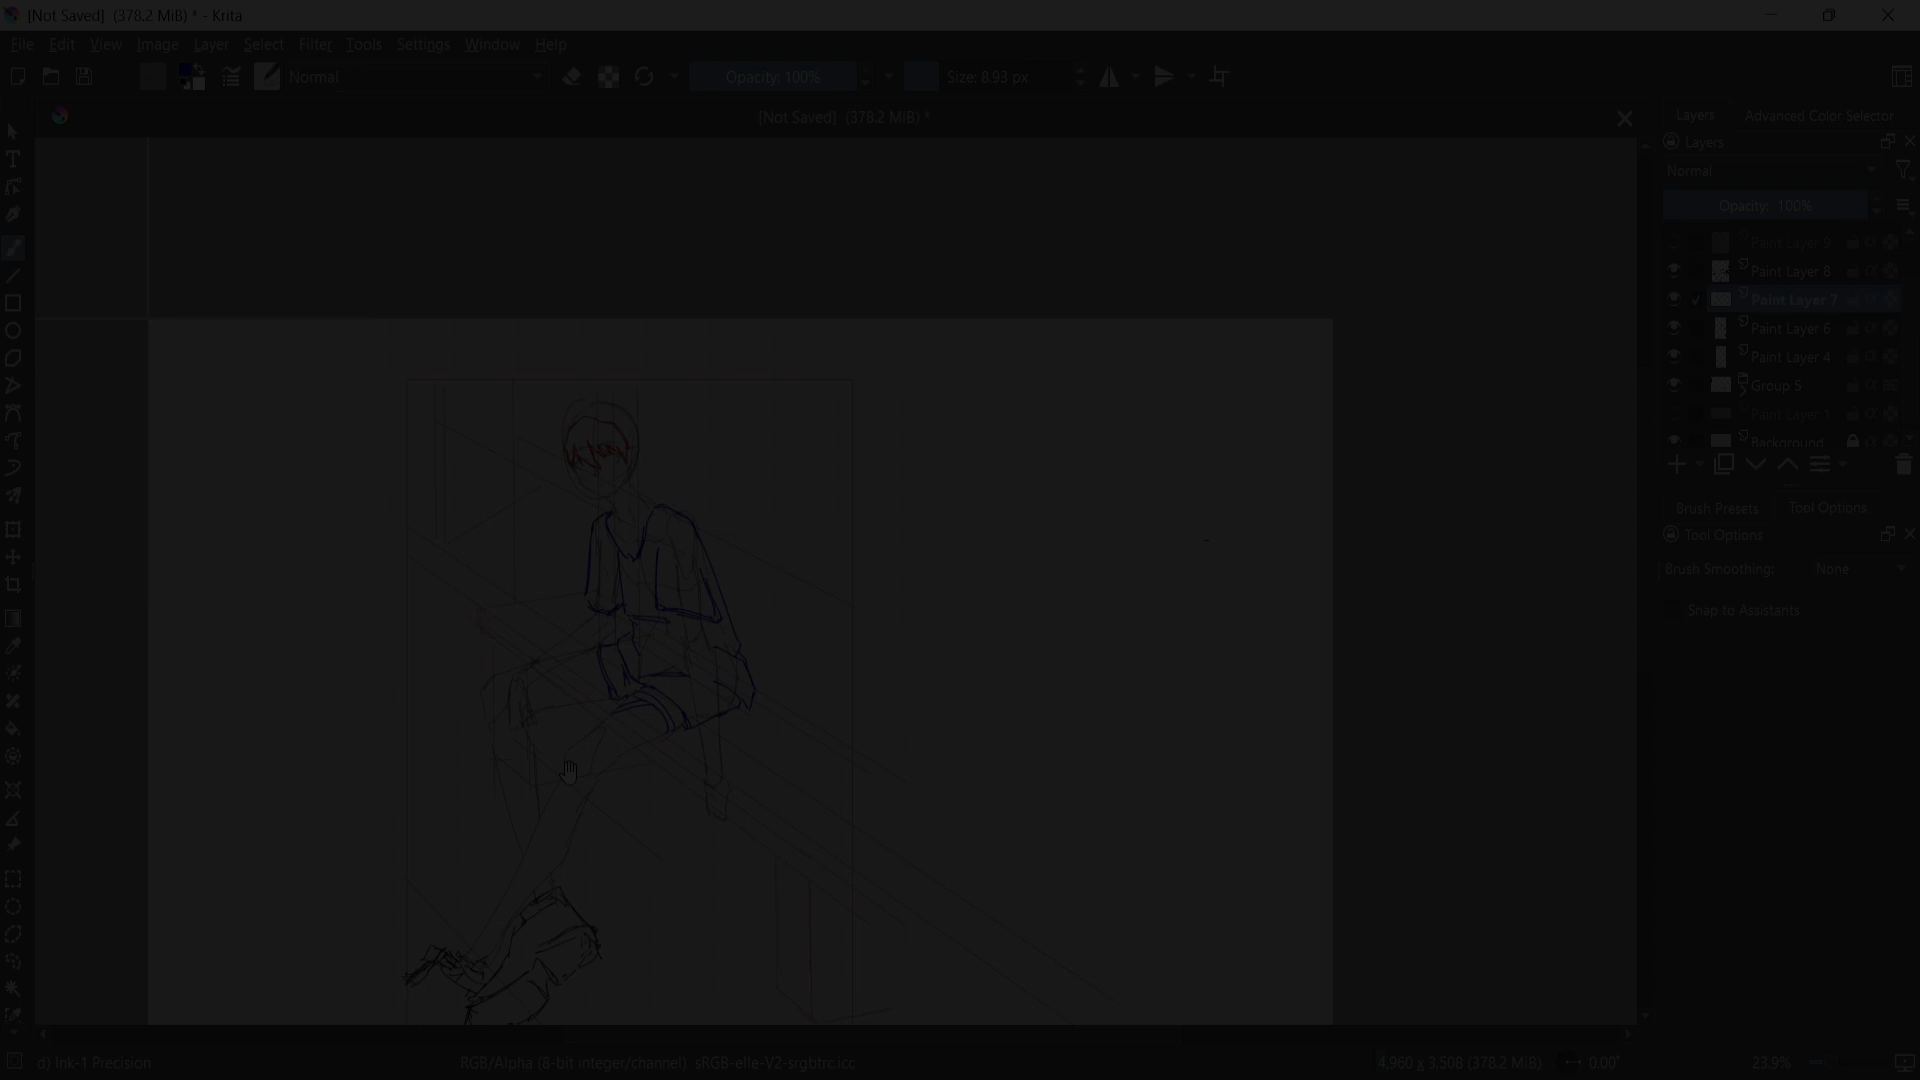 [Not Saved] (378.2 MiB) * - Krita
File Edit View Image Layer Select Filter Tools Settings Window Help
Normal
Opacity: 100%
Size: 8.93 px
[Not Saved] (378.2 MiB) *
Layers
Advanced Color Selector
Layers
Normal
Opacity: 100%
Paint Layer 9
Paint Layer 8
Paint Layer 7
Paint Layer 6
Paint Layer 4
Group 5
Paint Layer 1
Background
Brush Presets
Tool Options
Tool Options
Brush Smoothing: None
Snap to Assistants
d) Ink-1 Precision
RGB/Alpha (8-bit integer/channel) sRGB-elle-V2-srgbtrc.icc
4,960 x 3,508 (378.2 MiB)
0.00°
23.9%